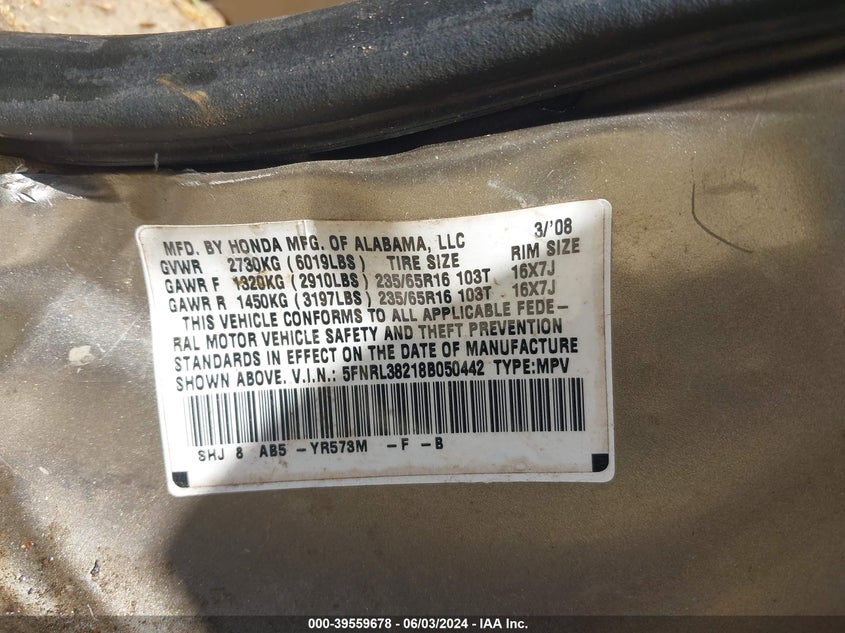 MFD. BY HONDA MFG. OF ALABAMA, LLC 3/'08
GVWR 2730KG (6019LBS) TIRE SIZE RIM SIZE
GAWR F 1320KG (2910LBS) 235/65R16 103T 16X7J
GAWR R 1450KG (3197LBS) 235/65R16 103T 16X7J
THIS VEHICLE CONFORMS TO ALL APPLICABLE FEDE-
RAL MOTOR VEHICLE SAFETY AND THEFT PREVENTION
STANDARDS IN EFFECT ON THE DATE OF MANUFACTURE
SHOWN ABOVE. V.I.N.: 5FNRL38218B050442 TYPE:MPV
SHJ 8 AB5 -YR573M -F -B
000-39559678 - 06/03/2024 - IAA Inc.